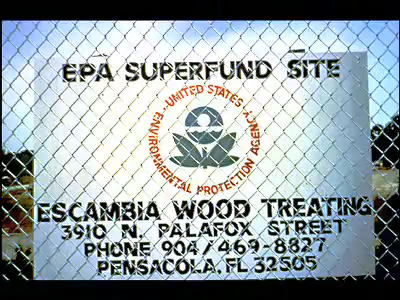 EPA SUPERFUND SITE
UNITED STATES
ENVIRONMENTAL PROTECTION AGENCY
ESCAMBIA WOOD TREATING
3910 N. PALAFOX STREET
PHONE 904/469-8827
PENSACOLA, FL 32505